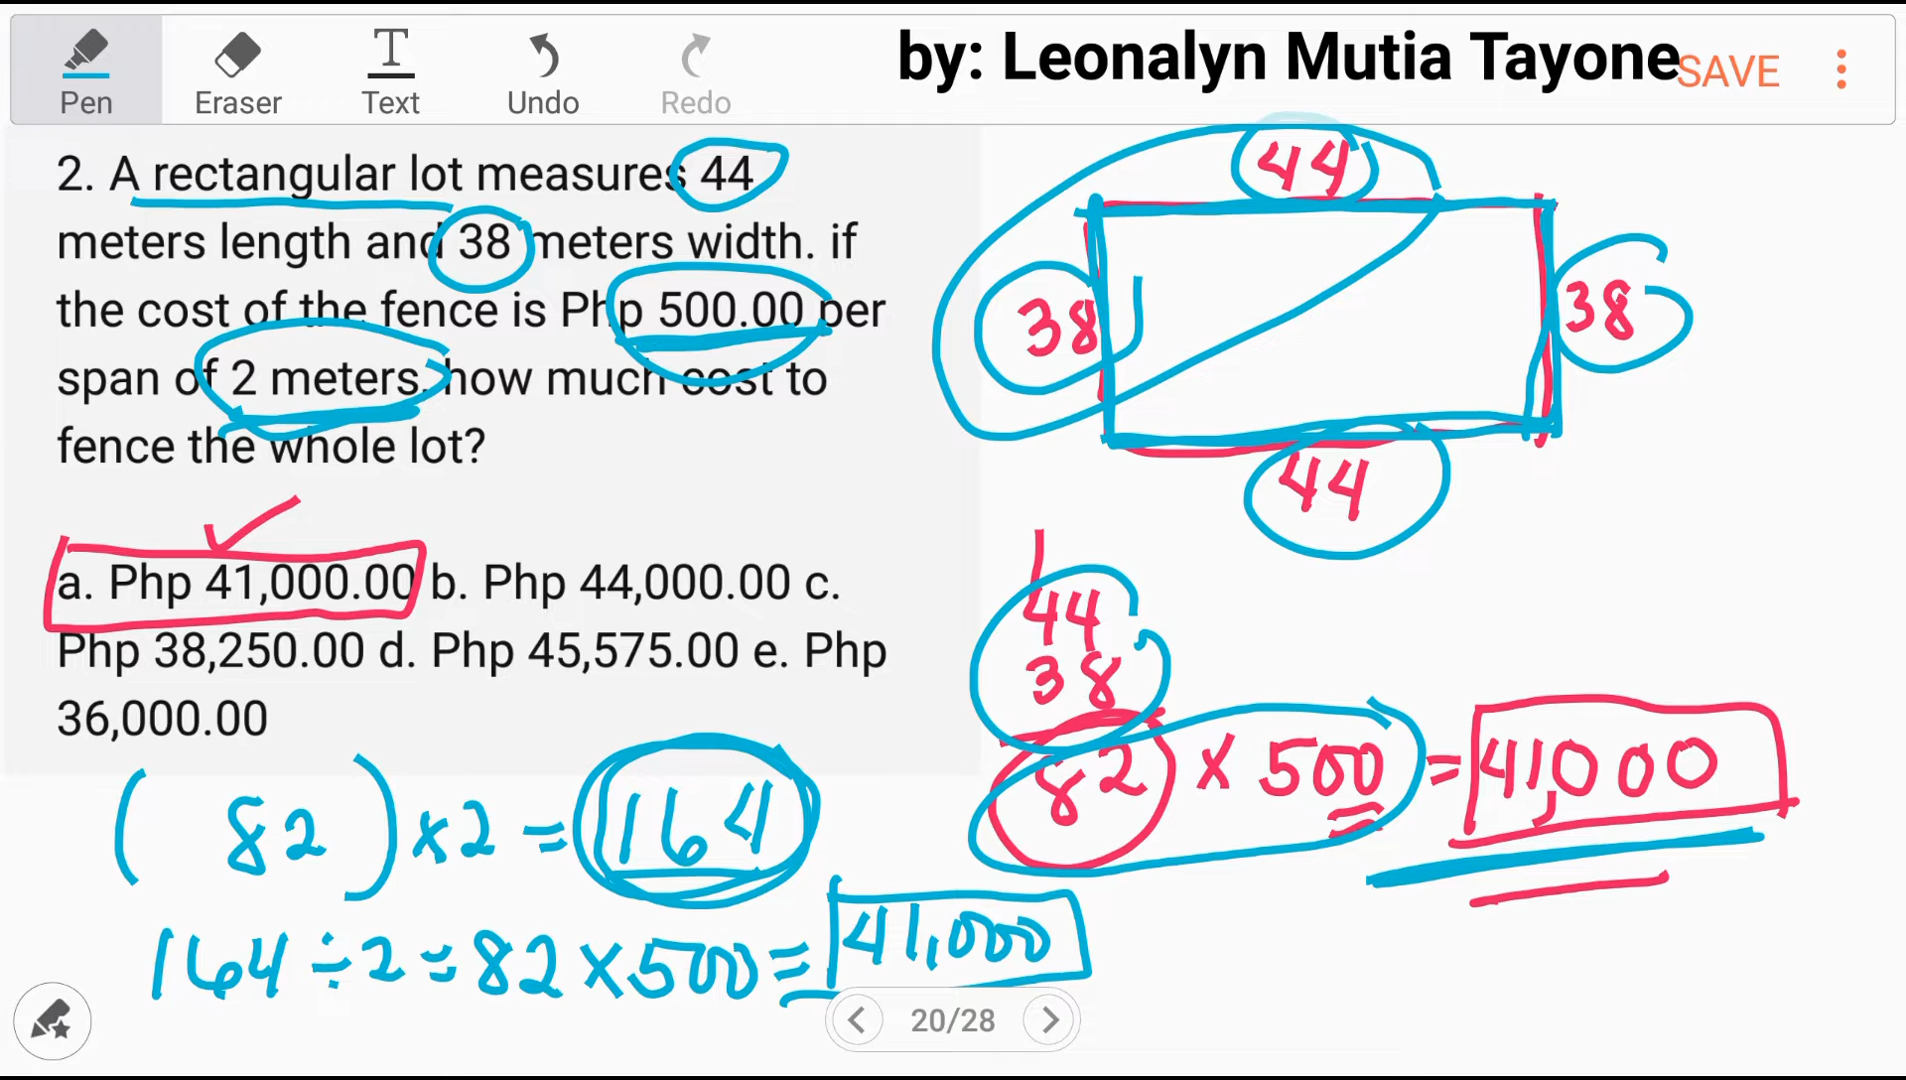 Pen Eraser Text Undo Redo by: Leonalyn Mutia Tayone SAVE
2. A rectangular lot measures 44
meters length and 38 meters width. if
the cost of the fence is Php 500.00 per
span of 2 meters, how much cost to
fence the whole lot?
a. Php 41,000.00 b. Php 44,000.00 c.
Php 38,250.00 d. Php 45,575.00 e. Php
36,000.00
44
38
38
44
44
38
82 x 500 = 41,000
( 82 ) x 2 = 164
164 ÷ 2 = 82 x 500 = 41,000
20/28